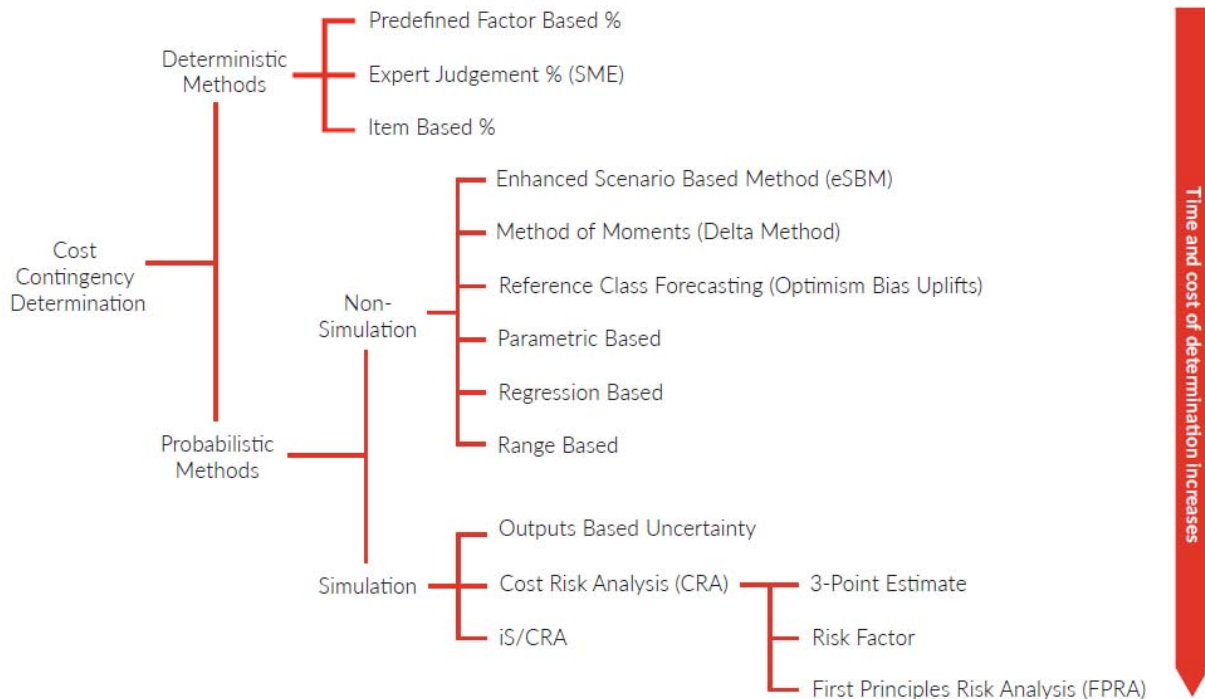 Predefined Factor Based %
Deterministic
Methods
Expert Judgement % (SME)
Item Based %
Enhanced Scenario Based Method (eSBM)
Method of Moments (Delta Method)
Cost
Contingency
Determination
Non-
Simulation
Reference Class Forecasting (Optimism Bias Uplifts)
Parametric Based
Regression Based
Probabilistic
Methods
Range Based
Outputs Based Uncertainty
Simulation
Cost Risk Analysis (CRA)
3-Point Estimate
iS/CRA
Risk Factor
First Principles Risk Analysis (FPRA)
Time and cost of determination increases